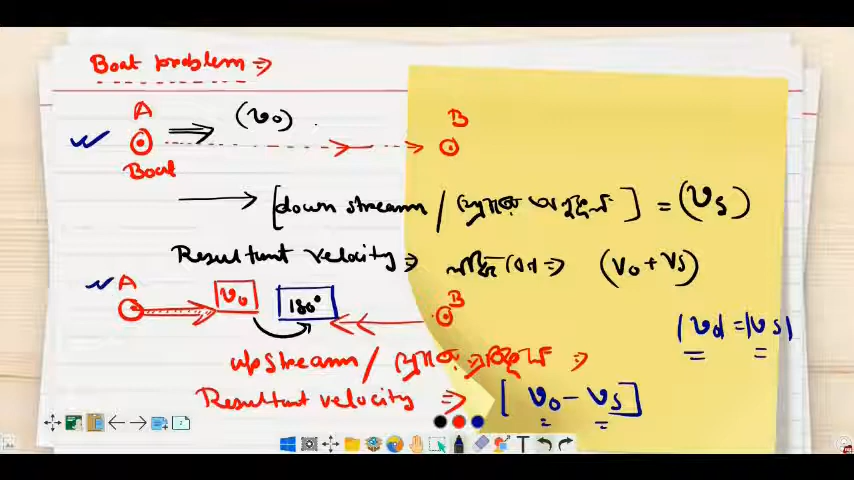 Boat problem ⇒
A (v₀) B
Boat
→ [down stream / ] = (vs)
Resultant velocity ⇒ ⇒ (v₀ + vs)
A v₀ 180° B
|vd = |vs|
upstream / ⇒
Resultant velocity ⇒ [v₀ - vs]